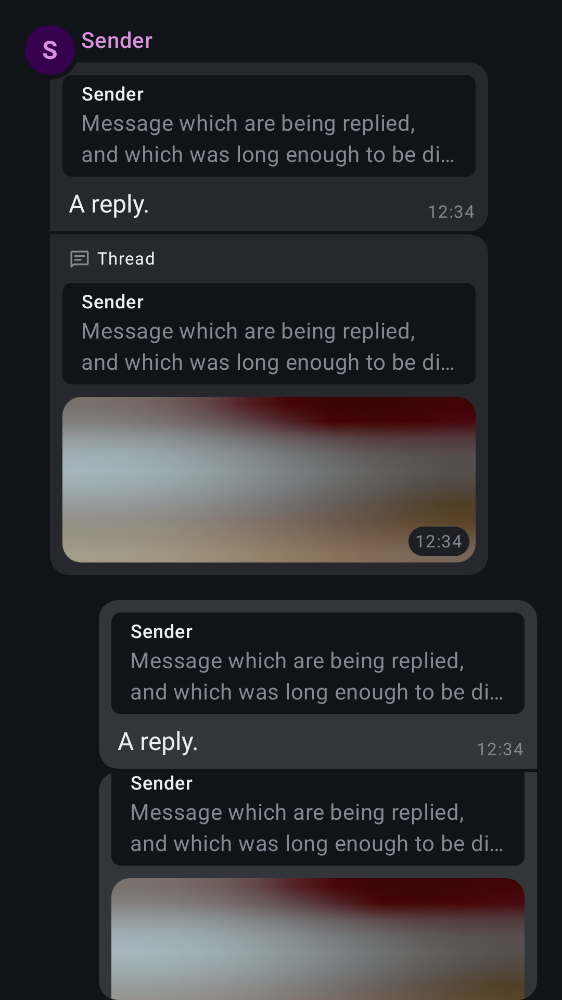 S
Sender
Sender
Message which are being replied,
and which was long enough to be di…
A reply.
12:34
Thread
Sender
Message which are being replied,
and which was long enough to be di…
12:34
Sender
Message which are being replied,
and which was long enough to be di…
A reply.
12:34
Sender
Message which are being replied,
and which was long enough to be di…